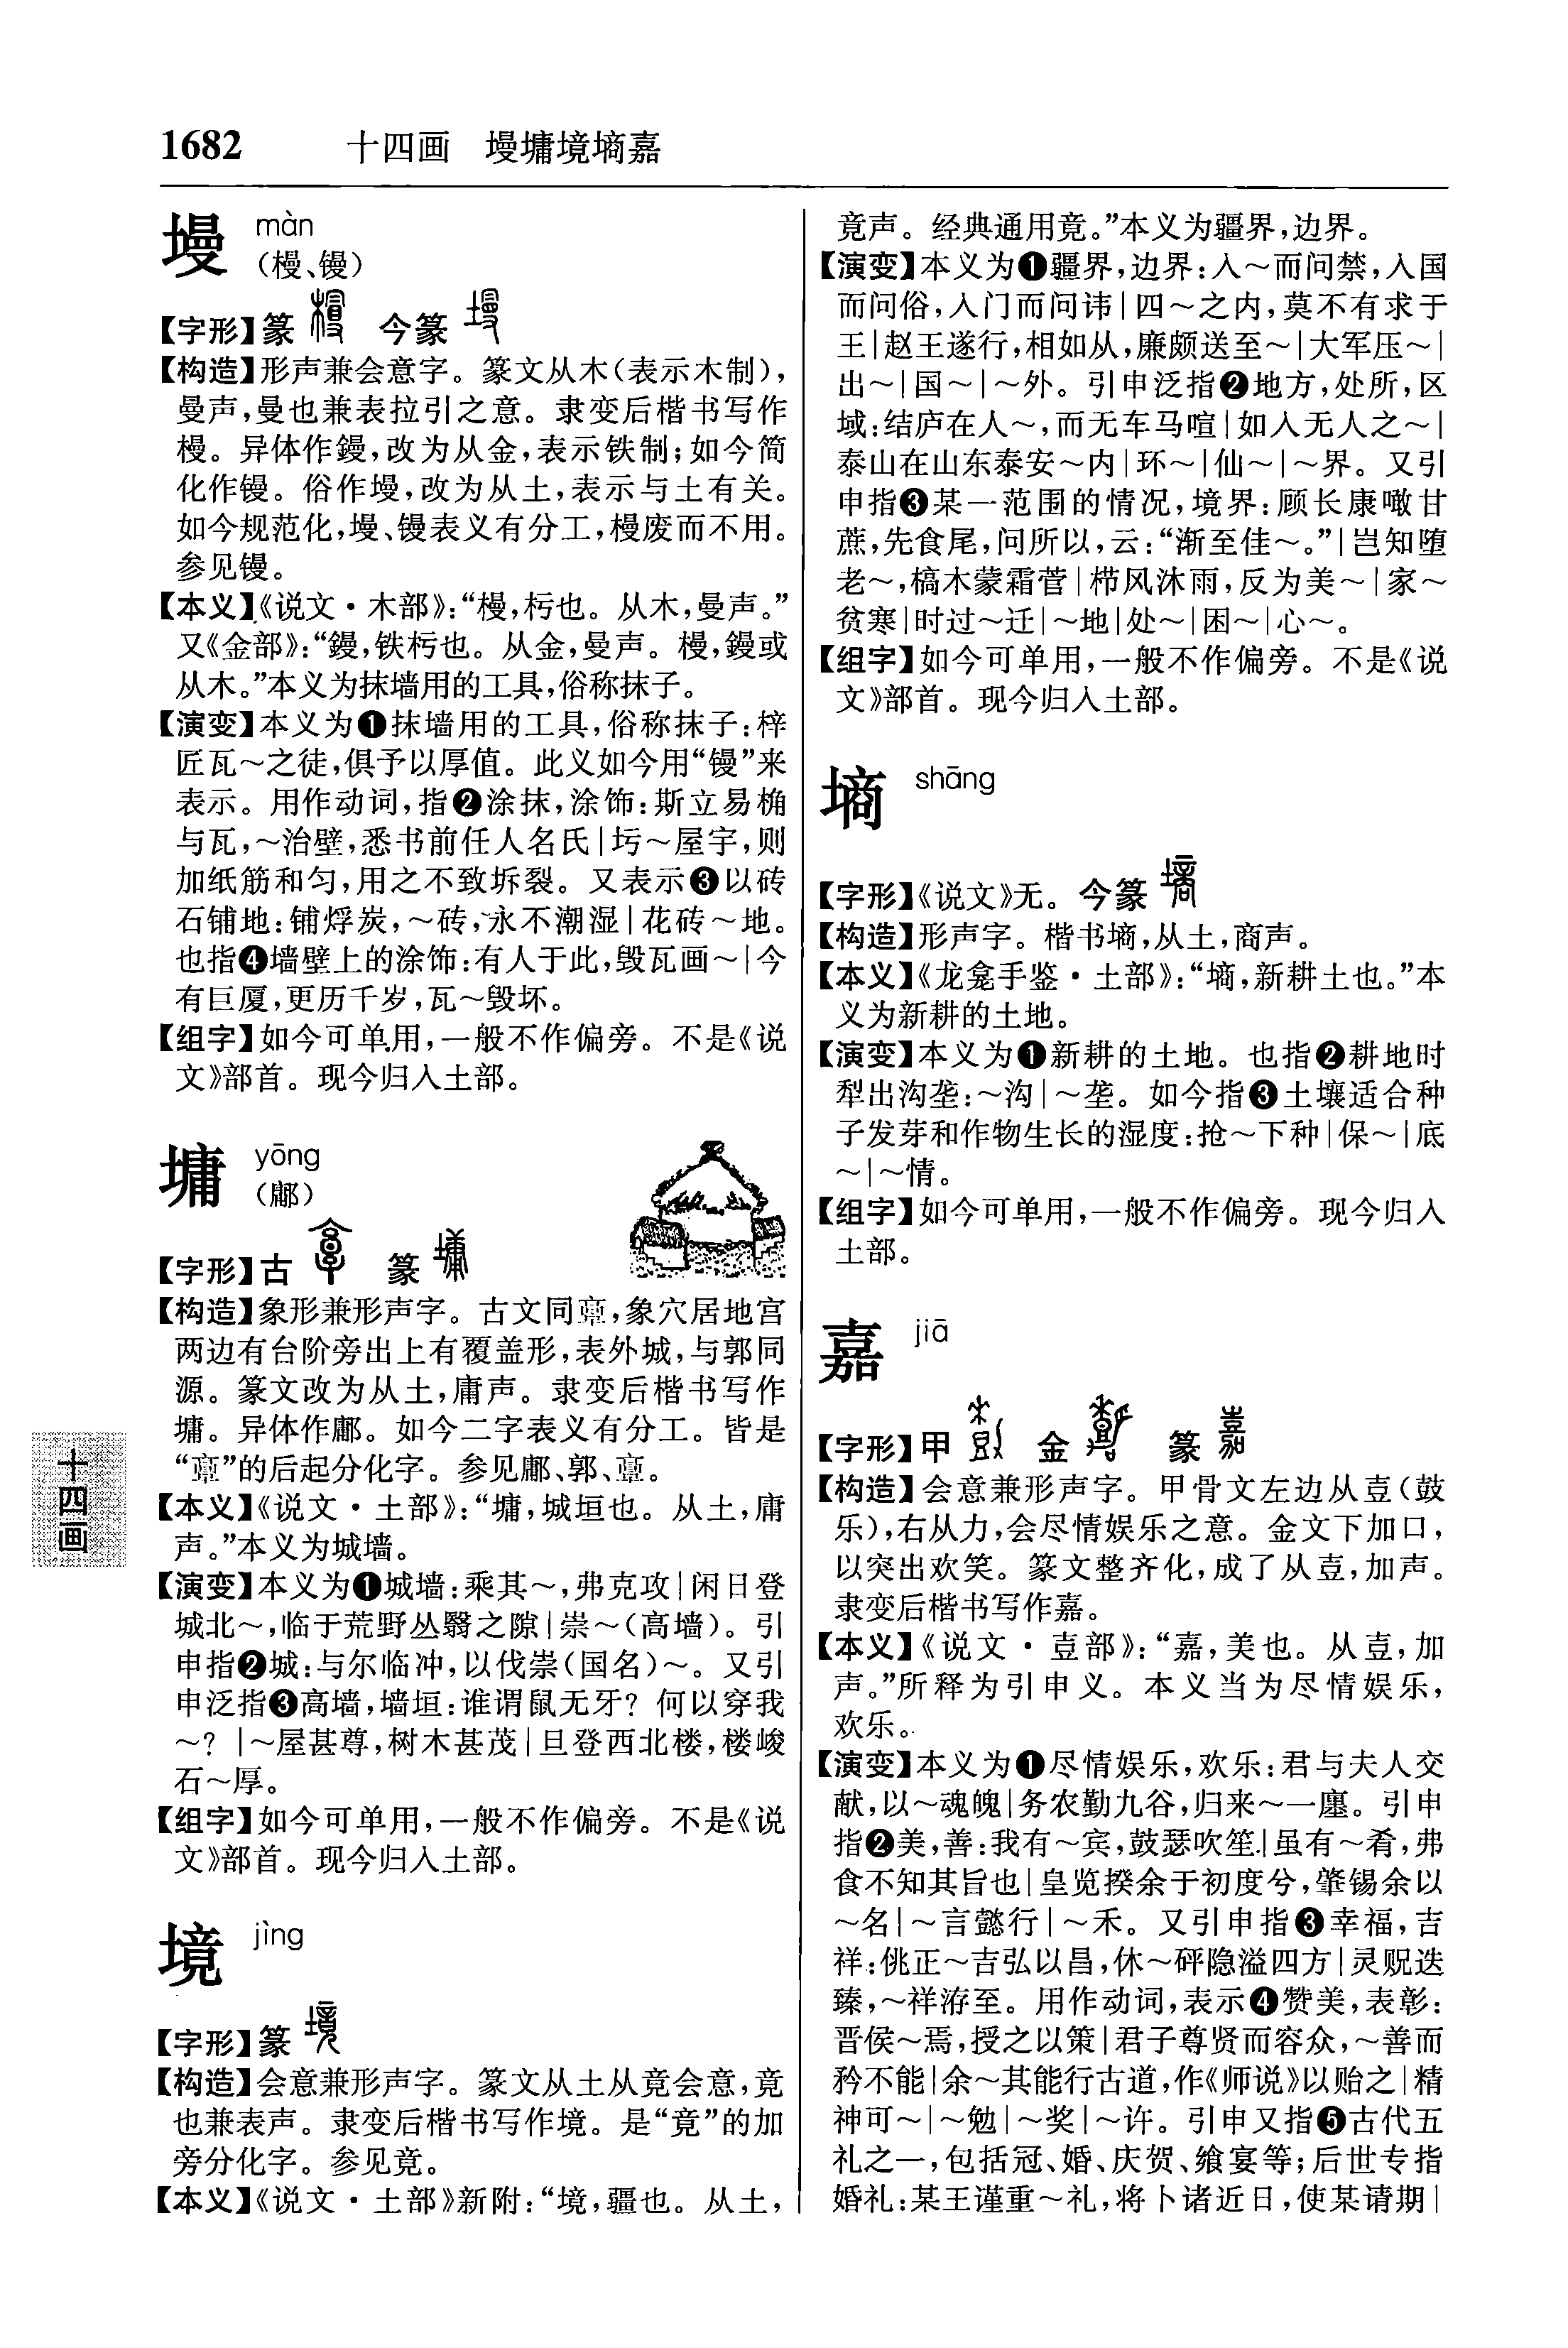 1682 十四画 墁墉境墒嘉
墁 màn
（槾、镘）
【字形】篆 今篆
【构造】形声兼会意字。篆文从木（表示木制），
曼声，曼也兼表拉引之意。隶变后楷书写作
槾。异体作鏝，改为从金，表示铁制；如今简
化作镘。俗作墁，改为从土，表示与土有关。
如今规范化，墁、镘表义有分工，槾废而不用。
参见镘。
【本义】《说文·木部》：“槾，杇也。从木，曼声。”
又《金部》：“鏝，铁杇也。从金，曼声。槾，鏝或
从木。”本义为抹墙用的工具，俗称抹子。
【演变】本义为❶抹墙用的工具，俗称抹子：梓
匠瓦～之徒，俱予以厚值。此义如今用“镘”来
表示。用作动词，指❷涂抹，涂饰：斯立易桷
与瓦，～治壁，悉书前任人名氏|圬～屋宇，则
加纸筋和匀，用之不致坼裂。又表示❸以砖
石铺地：铺烰炭，～砖，永不潮湿|花砖～地。
也指❹墙壁上的涂饰：有人于此，毁瓦画～|今
有巨厦，更历千岁，瓦～毁坏。
【组字】如今可单用，一般不作偏旁。不是《说
文》部首。现今归入土部。
墉 yōng
（鄘）
【字形】古 篆
【构造】象形兼形声字。古文同𩫖，象穴居地宫
两边有台阶旁出上有覆盖形，表外城，与郭同
源。篆文改为从土，庸声。隶变后楷书写作
墉。异体作鄘。如今二字表义有分工。皆是
“𩫖”的后起分化字。参见鄘、郭、𩫖。
【本义】《说文·土部》：“墉，城垣也。从土，庸
声。”本义为城墙。
【演变】本义为❶城墙：乘其～，弗克攻|闲日登
城北～，临于荒野丛翳之隙|崇～（高墙）。引
申指❷城：与尔临冲，以伐崇（国名）～。又引
申泛指❸高墙，墙垣：谁谓鼠无牙？何以穿我
～？|～屋甚尊，树木甚茂|旦登西北楼，楼峻
石～厚。
【组字】如今可单用，一般不作偏旁。不是《说
文》部首。现今归入土部。
境 jìng
【字形】篆
【构造】会意兼形声字。篆文从土从竟会意，竟
也兼表声。隶变后楷书写作境。是“竟”的加
旁分化字。参见竟。
【本义】《说文·土部》新附：“境，疆也。从土，
竟声。经典通用竟。”本义为疆界，边界。
【演变】本义为❶疆界，边界：入～而问禁，入国
而问俗，入门而问讳|四～之内，莫不有求于
王|赵王遂行，相如从，廉颇送至～|大军压～|
出～|国～|～外。引申泛指❷地方，处所，区
域：结庐在人～，而无车马喧|如入无人之～|
泰山在山东泰安～内|环～|仙～|～界。又引
申指❸某一范围的情况，境界：顾长康噉甘
蔗，先食尾，问所以，云：“渐至佳～。”|岂知堕
老～，槁木蒙霜菅|栉风沐雨，反为美～|家～
贫寒|时过～迁|～地|处～|困～|心～。
【组字】如今可单用，一般不作偏旁。不是《说
文》部首。现今归入土部。
墒 shāng
【字形】《说文》无。今篆
【构造】形声字。楷书墒，从土，商声。
【本义】《龙龛手鉴·土部》：“墒，新耕土也。”本
义为新耕的土地。
【演变】本义为❶新耕的土地。也指❷耕地时
犁出沟垄：～沟|～垄。如今指❸土壤适合种
子发芽和作物生长的湿度：抢～下种|保～|底
～|～情。
【组字】如今可单用，一般不作偏旁。现今归入
土部。
嘉 jiā
【字形】甲 金 篆
【构造】会意兼形声字。甲骨文左边从壴（鼓
乐），右从力，会尽情娱乐之意。金文下加口，
以突出欢笑。篆文整齐化，成了从壴，加声。
隶变后楷书写作嘉。
【本义】《说文·壴部》：“嘉，美也。从壴，加
声。”所释为引申义。本义当为尽情娱乐，
欢乐。
【演变】本义为❶尽情娱乐，欢乐：君与夫人交
献，以～魂魄|务农勤九谷，归来～一廛。引申
指❷美，善：我有～宾，鼓瑟吹笙|虽有～肴，弗
食不知其旨也|皇览揆余于初度兮，肇锡余以
～名|～言懿行|～禾。又引申指❸幸福，吉
祥：佻正～吉弘以昌，休～砰隐溢四方|灵贶迭
臻，～祥洊至。用作动词，表示❹赞美，表彰：
晋侯～焉，授之以策|君子尊贤而容众，～善而
矜不能|余～其能行古道，作《师说》以贻之|精
神可～|～勉|～奖|～许。引申又指❺古代五
礼之一，包括冠、婚、庆贺、飨宴等；后世专指
婚礼：某王谨重～礼，将卜诸近日，使某请期|
十四画